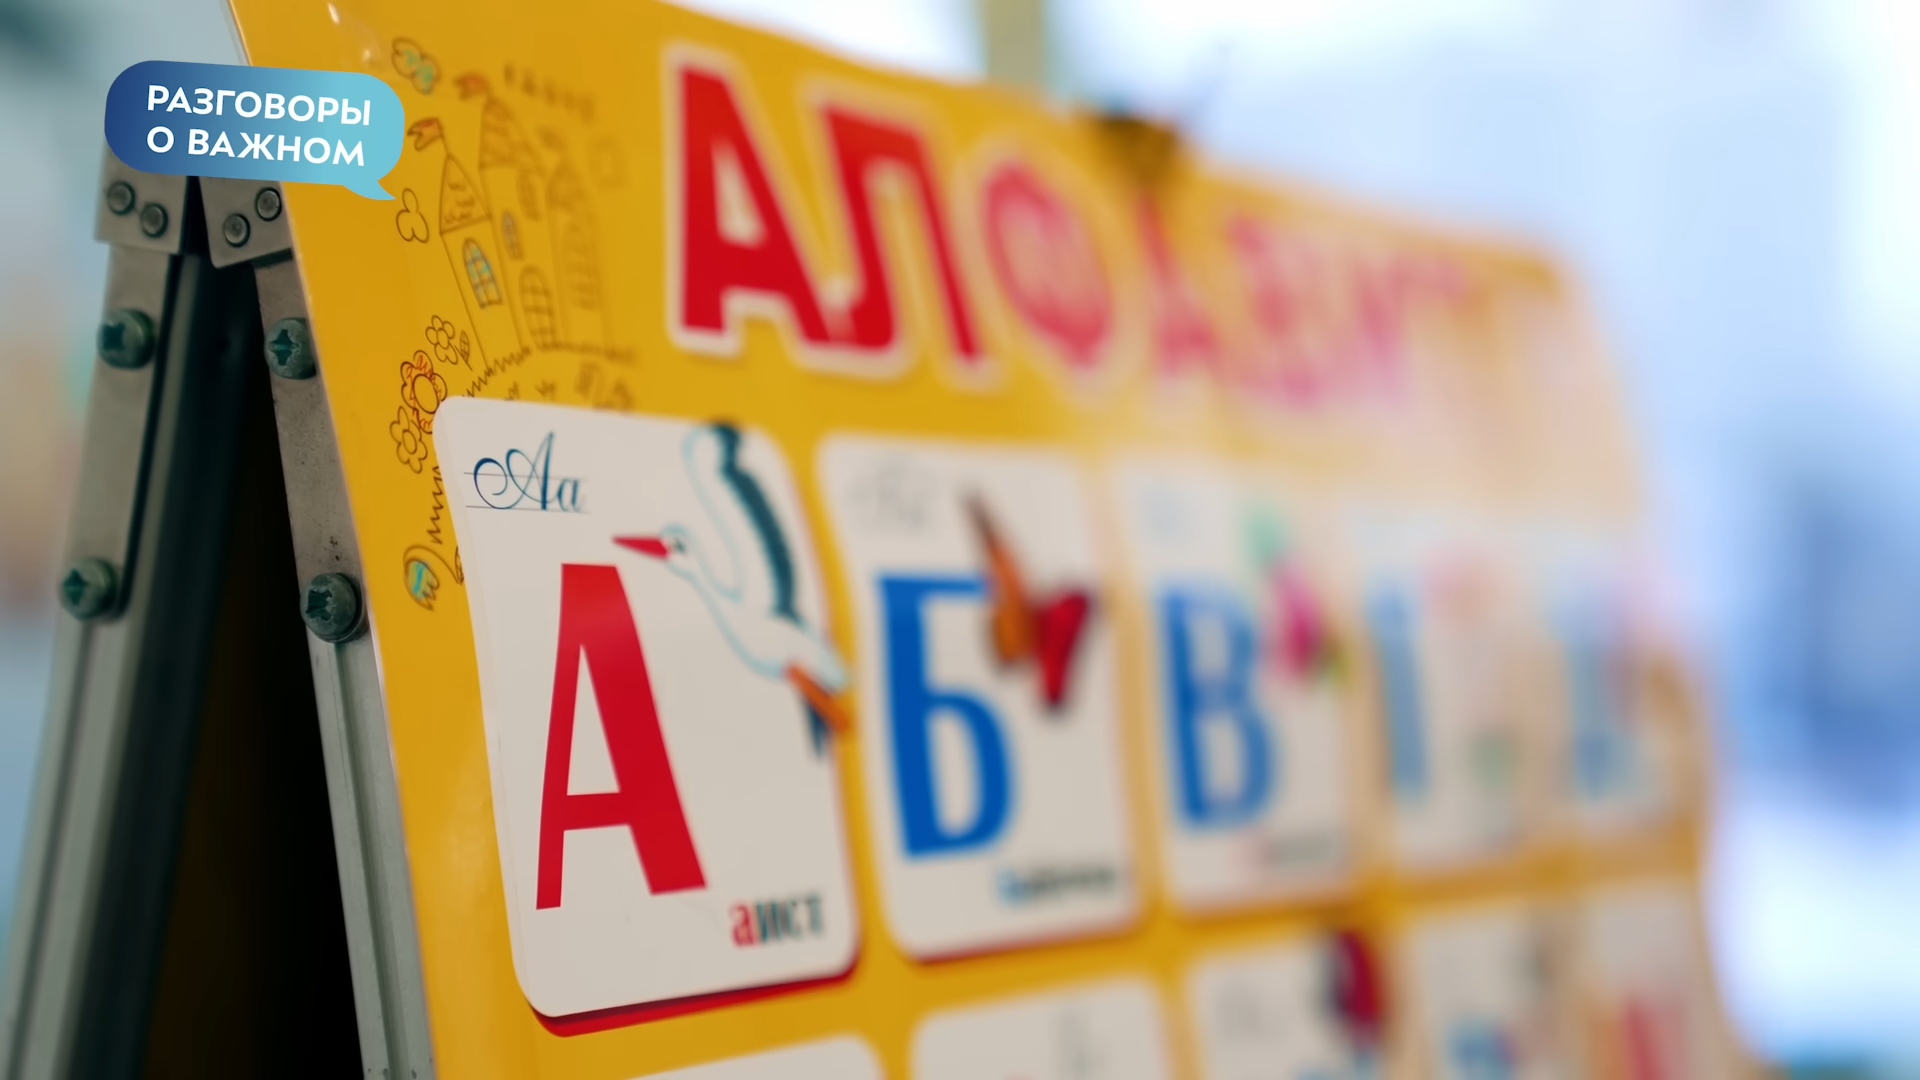 РАЗГОВОРЫ
О ВАЖНОМ
АЛФАВИТ
Аа
А
аист
Б
В